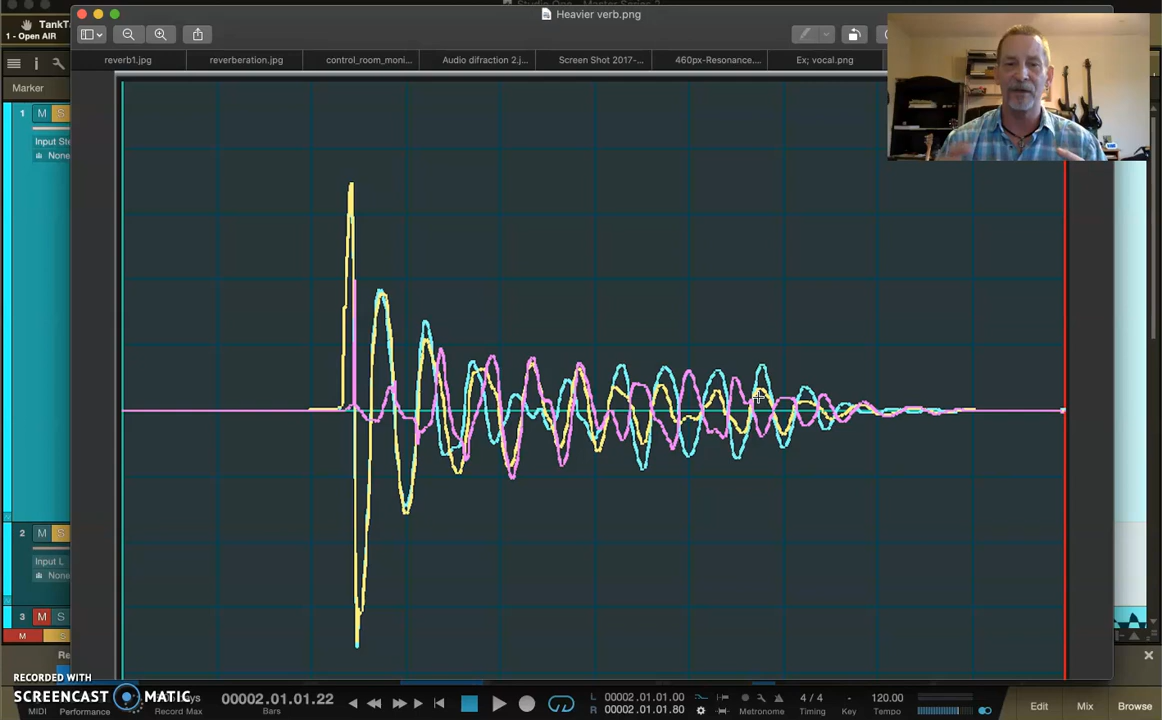 Heavier verb.png
TankT
1 - Open AIR
reverb1.jpg
reverberation.jpg
control_room_moni...
Audio difraction 2.j...
Screen Shot 2017-...
460px-Resonance....
Ex; vocal.png
Marker
1
M
S
Input Ste
None
2
M
S
Input L
None
3
M
S
M
Re
RECORDED WITH
SCREENCAST
MATIC
MIDI
Performance
Record Max
00002.01.01.22
Bars
L
00002.01.01.00
R
00002.01.01.80
Metronome
4 / 4
Timing
-
Key
120.00
Tempo
Edit
Mix
Browse